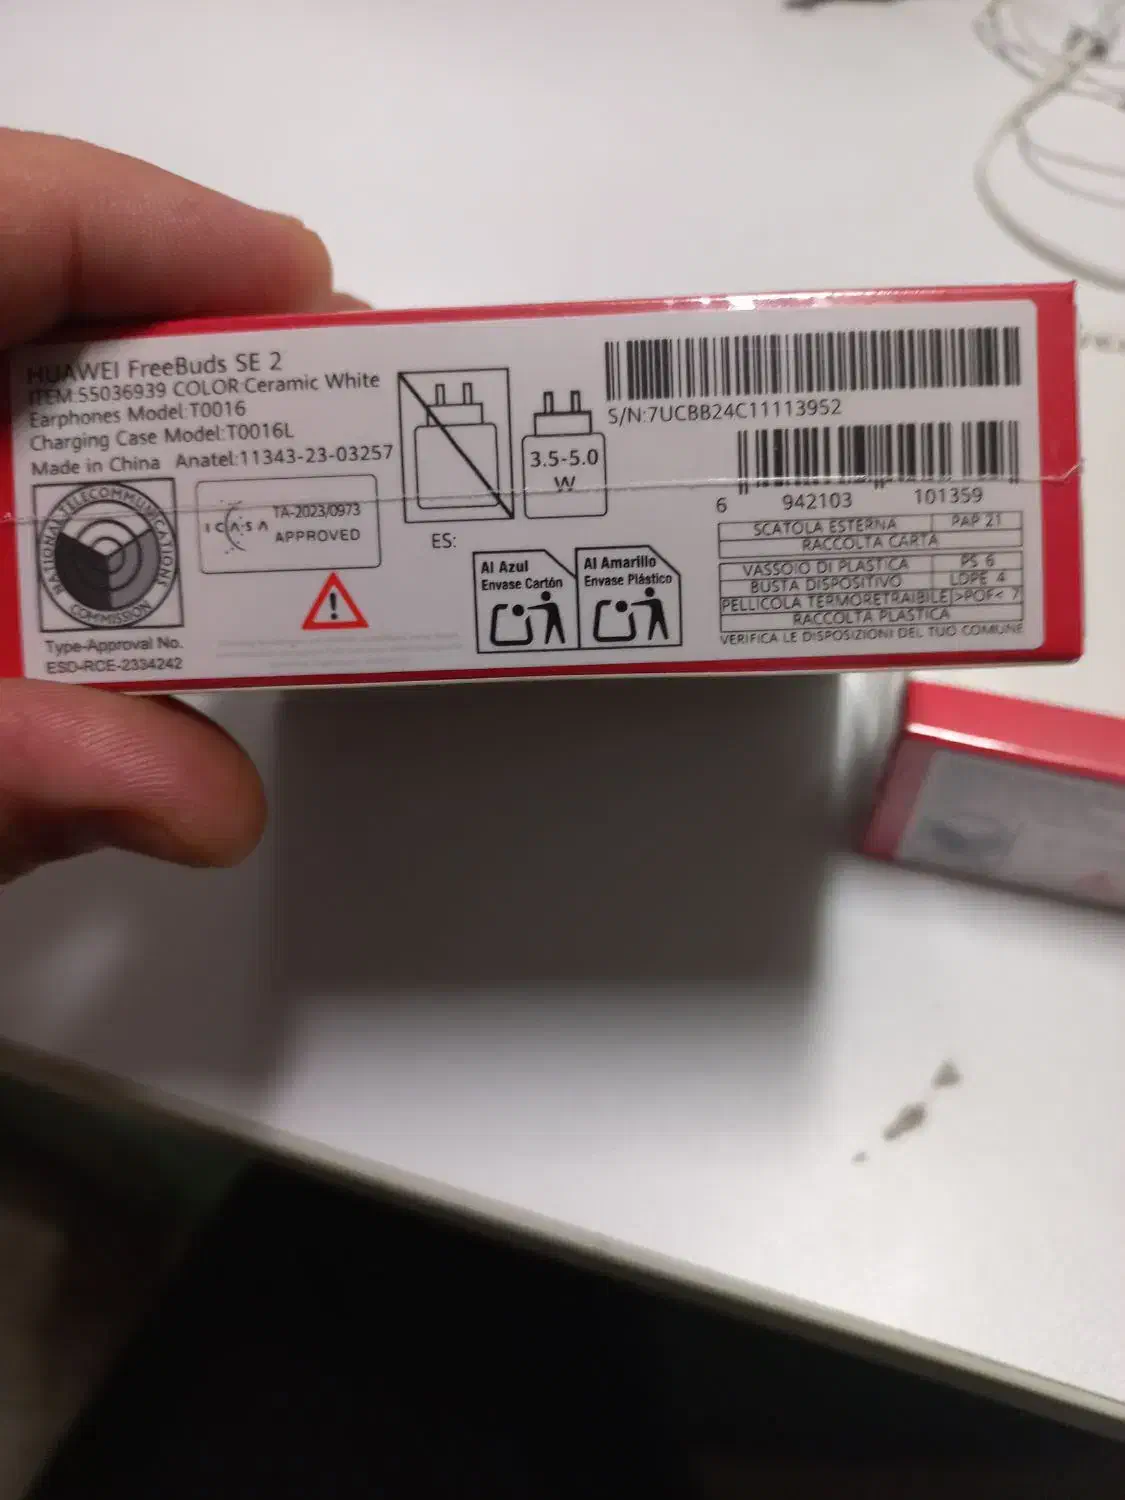 HUAWEI FreeBuds SE 2
ITEM:55036939 COLOR:Ceramic White
Earphones Model:T0016
Charging Case Model:T0016L
Made in China Anatel:11343-23-03257
NATIONAL TELECOMMUNICATIONS
COMMISSION
Type-Approval No.
ESD-RCE-2334242
ICASA
TA-2023/0973
APPROVED
3.5-5.0
W
ES:
Al Azul
Envase Cartón
Al Amarillo
Envase Plástico
S/N:7UCBB24C11113952
6 942103 101359
SCATOLA ESTERNA PAP 21
RACCOLTA CARTA
VASSOIO DI PLASTICA PS 6
BUSTA DISPOSITIVO LDPE 4
PELLICOLA TERMORETRAIBILE >POF< 7
RACCOLTA PLASTICA
VERIFICA LE DISPOSIZIONI DEL TUO COMUNE